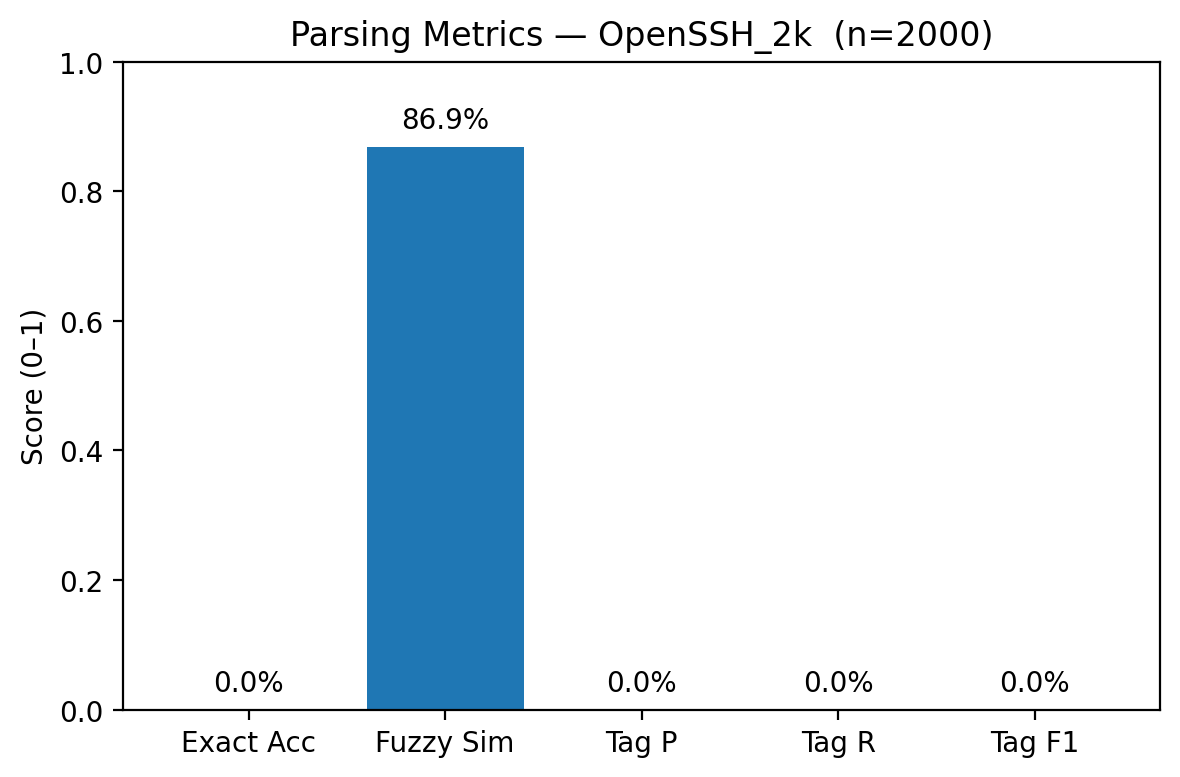 Parsing Metrics — OpenSSH_2k  (n=2000)
Score (0–1)
1.0
0.8
0.6
0.4
0.2
0.0
0.0%
86.9%
0.0%
0.0%
0.0%
Exact Acc
Fuzzy Sim
Tag P
Tag R
Tag F1